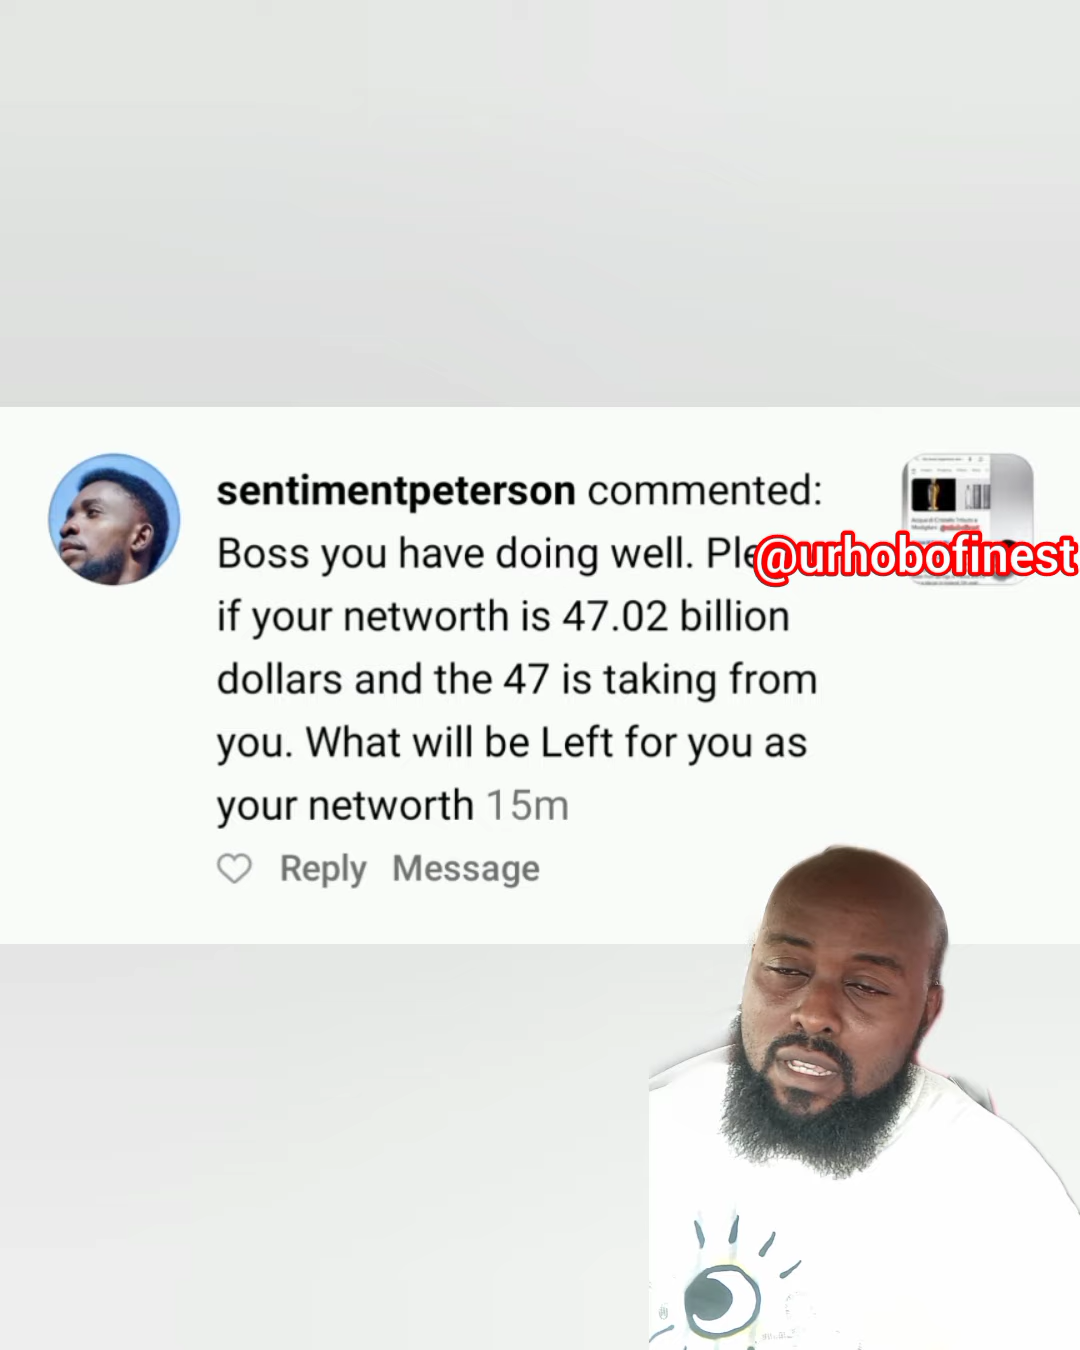 sentimentpeterson commented:
Boss you have doing well.
@urhobofinest
if your networth is 47.02 billion
dollars and the 47 is taking from
you. What will be Left for you as
your networth 15m
Reply Message